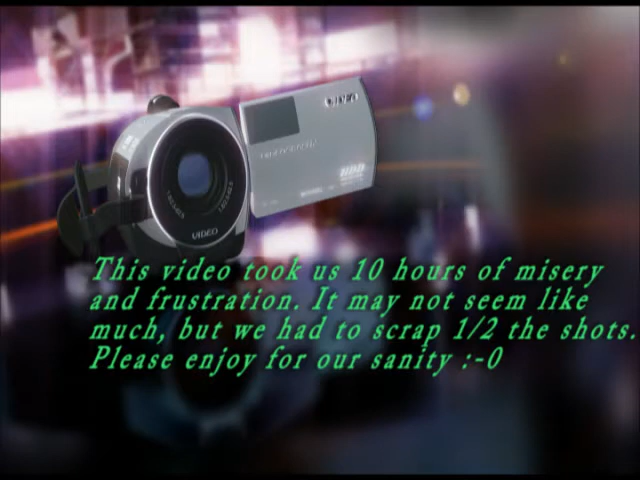 VIDEO
This video took us 10 hours of misery
and frustration. It may not seem like
much, but we had to scrap 1/2 the shots.
Please enjoy for our sanity :-0